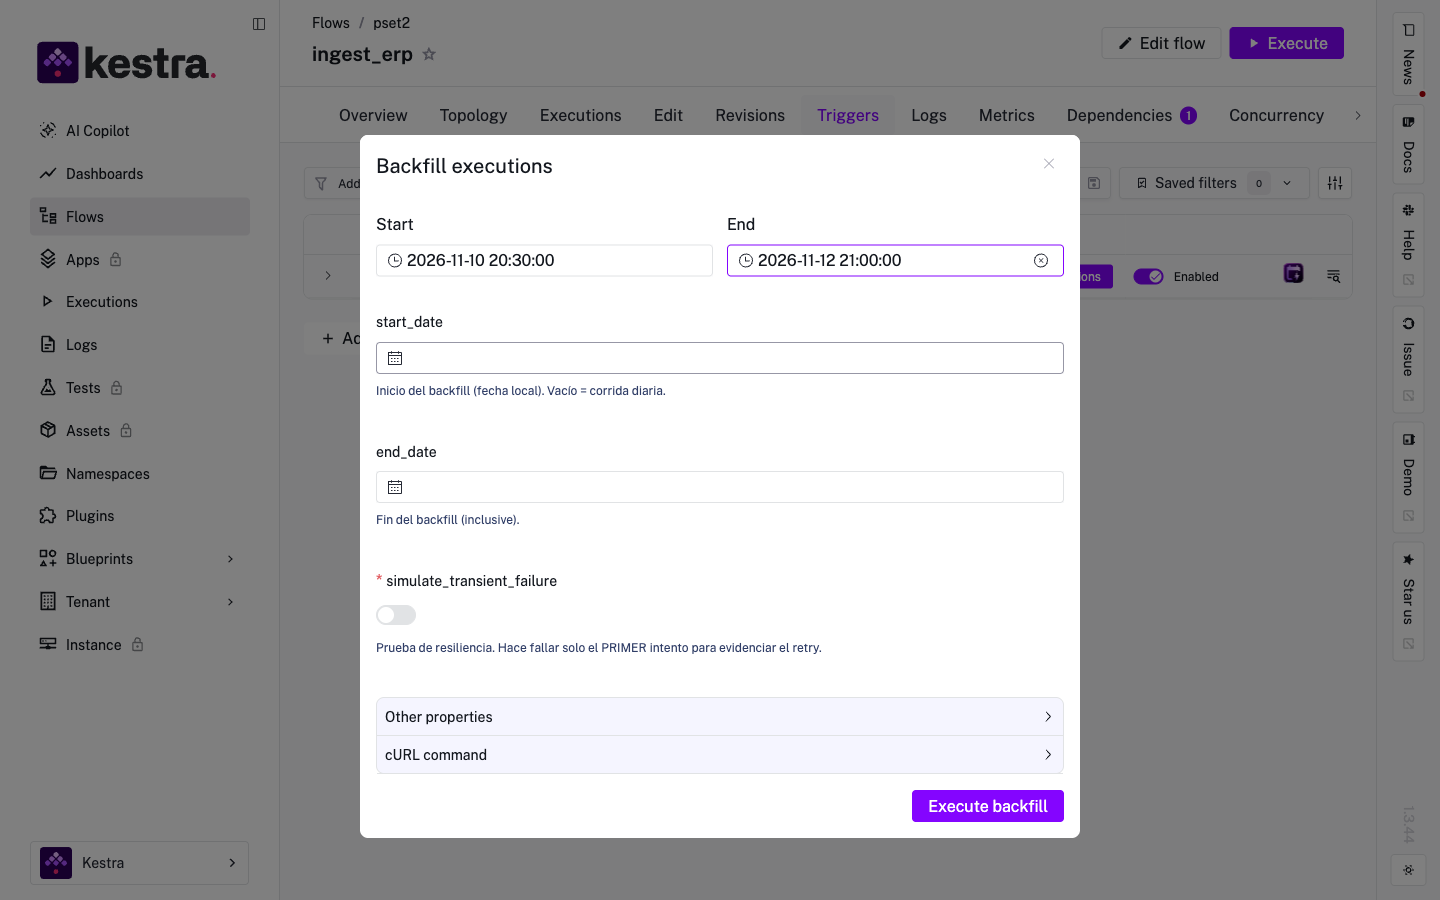 kestra.
AI Copilot
Dashboards
Flows
Apps
Executions
Logs
Tests
Assets
Namespaces
Plugins
Blueprints
Tenant
Instance
Kestra
Flows / pset2
ingest_erp
Edit flow
Execute
Overview
Topology
Executions
Edit
Revisions
Triggers
Logs
Metrics
Dependencies 1
Concurrency
Saved filters 0
Enabled
Backfill executions
Start
2026-11-10 20:30:00
End
2026-11-12 21:00:00
start_date
Inicio del backfill (fecha local). Vacío = corrida diaria.
end_date
Fin del backfill (inclusive).
* simulate_transient_failure
Prueba de resiliencia. Hace fallar solo el PRIMER intento para evidenciar el retry.
Other properties
cURL command
Execute backfill
News
Docs
Help
Issue
Demo
Star us
1.3.44